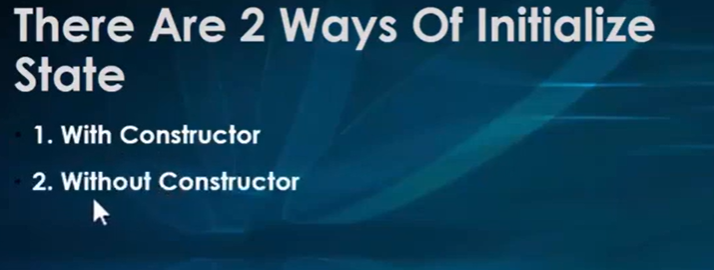 There Are 2 Ways Of Initialize
State
1. With Constructor
2. Without Constructor